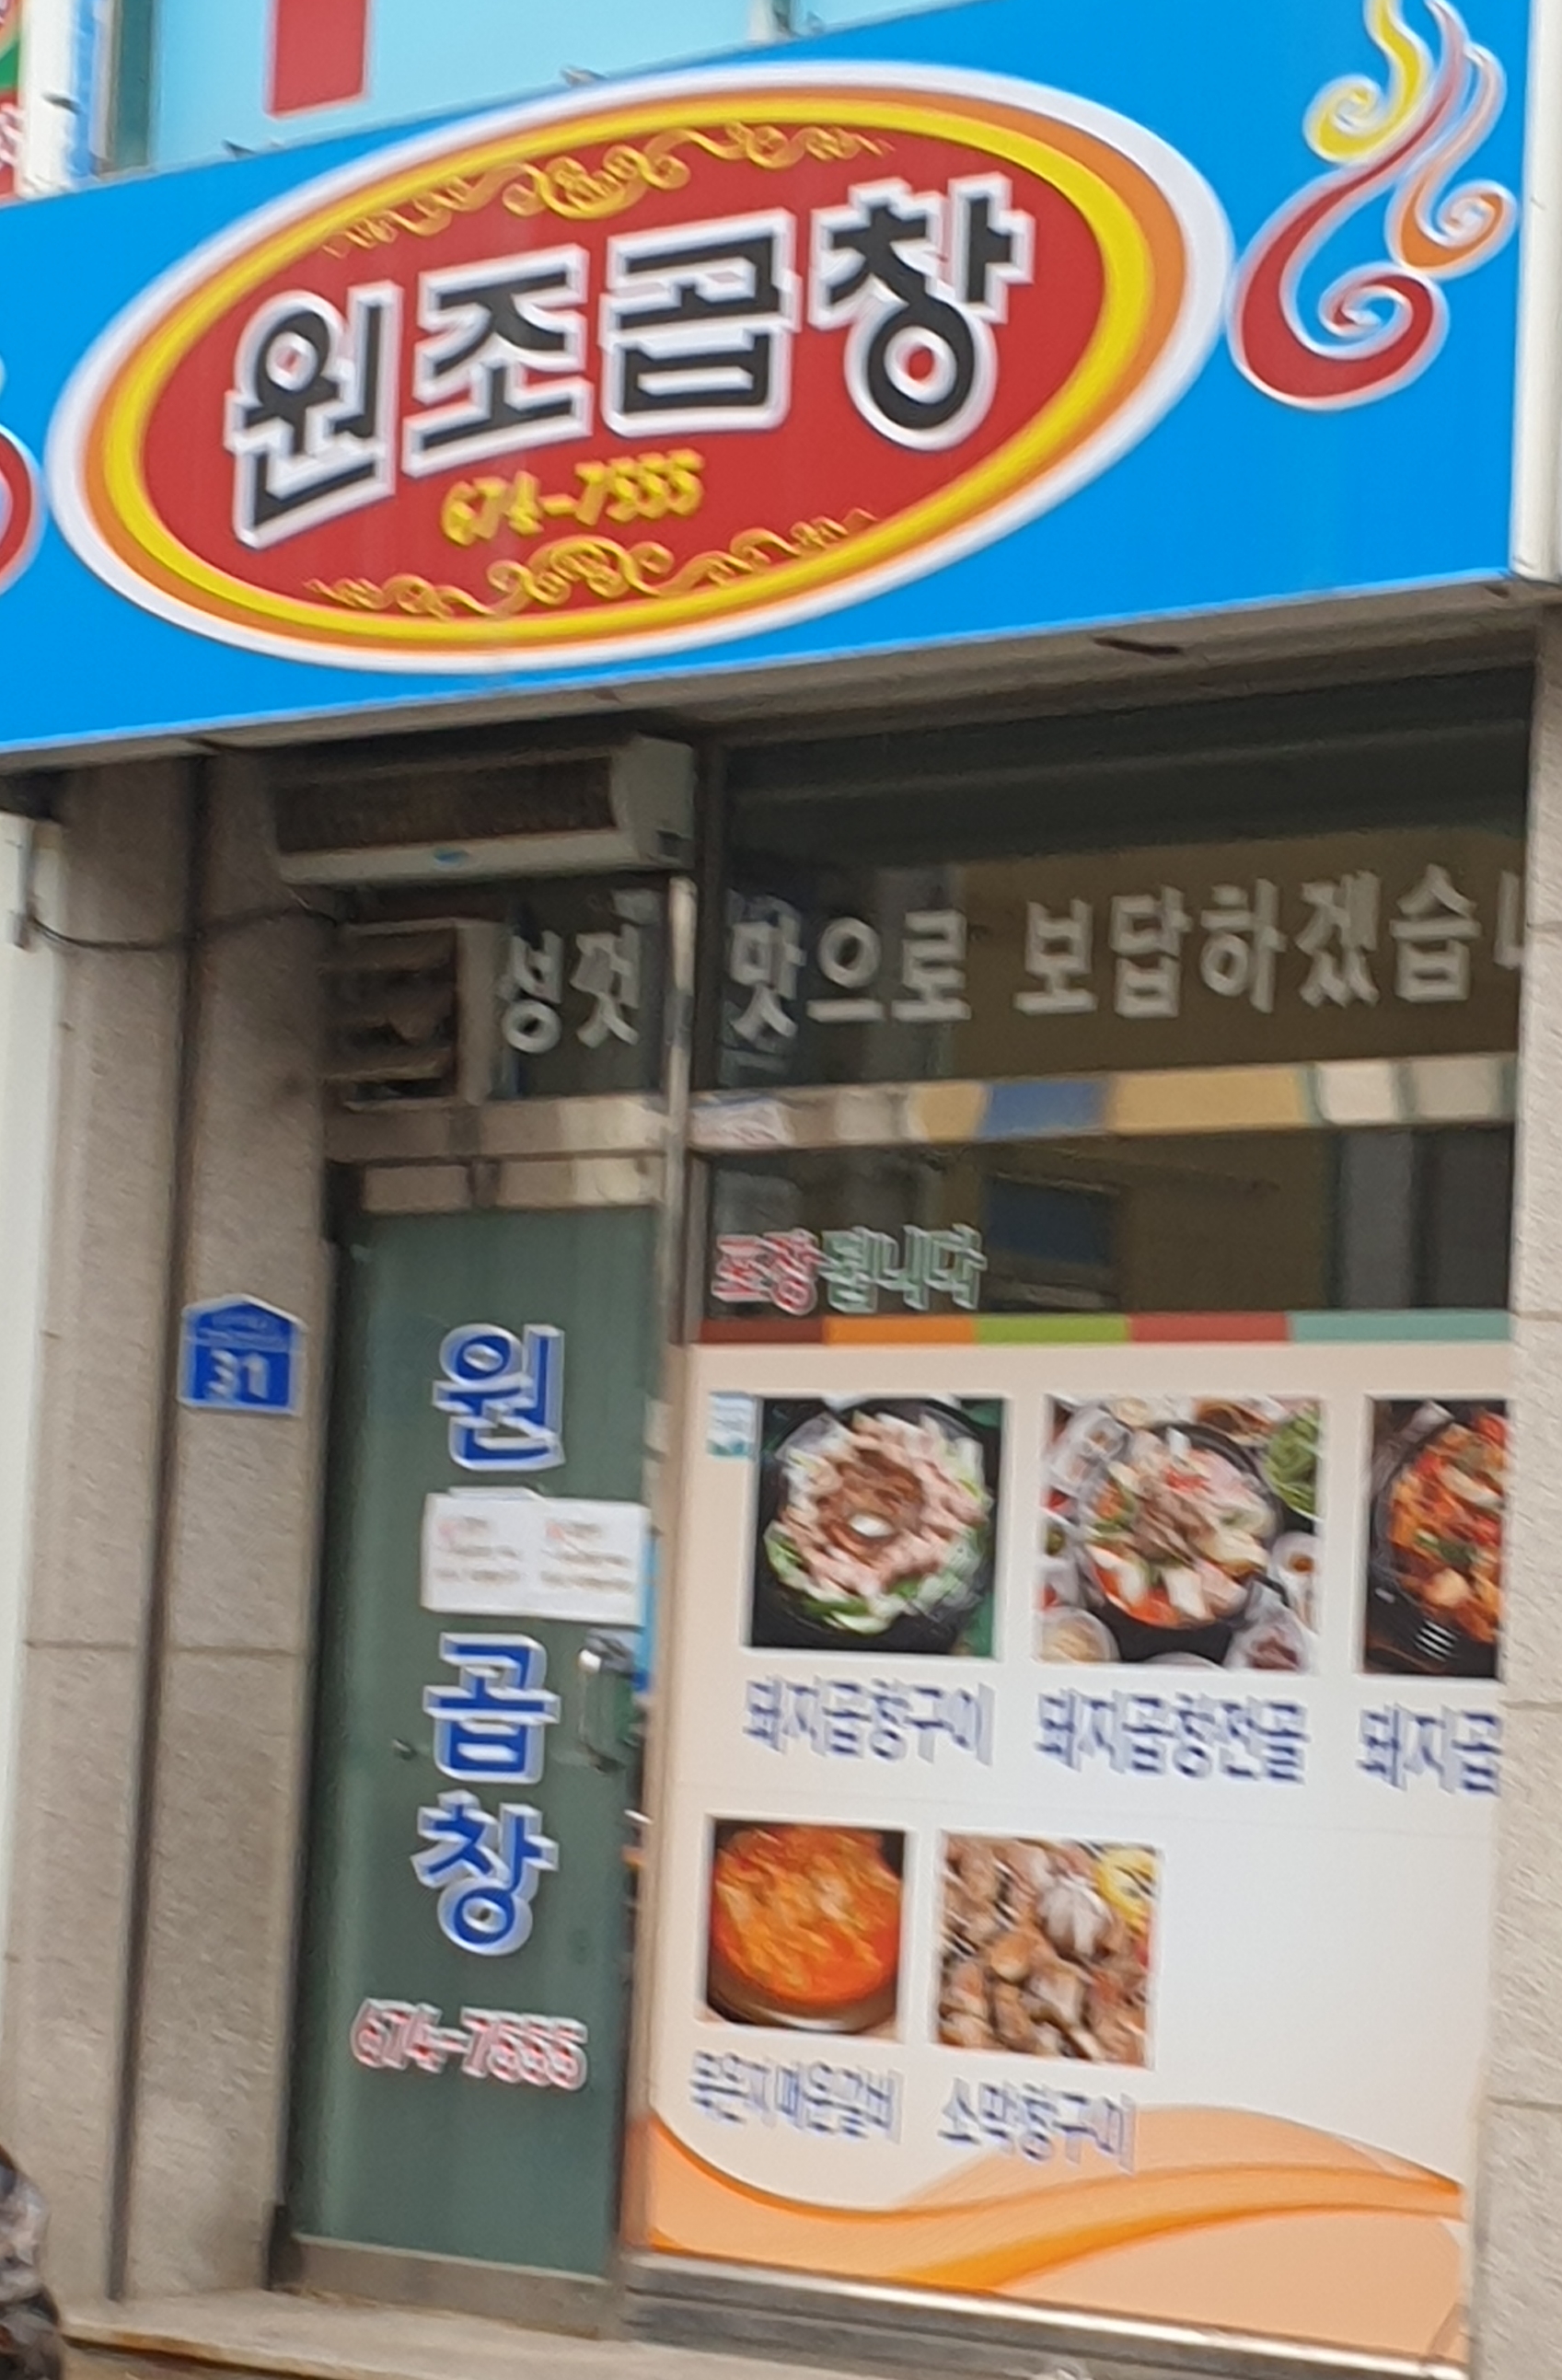 원조곱창
674-7555
성껏 맛으로 보답하겠습니
포장됩니다
31
원
곱
창
674-7555
돼지곱창구이
돼지곱창전골
돼지곱
묵은지매운갈비
소막창구이